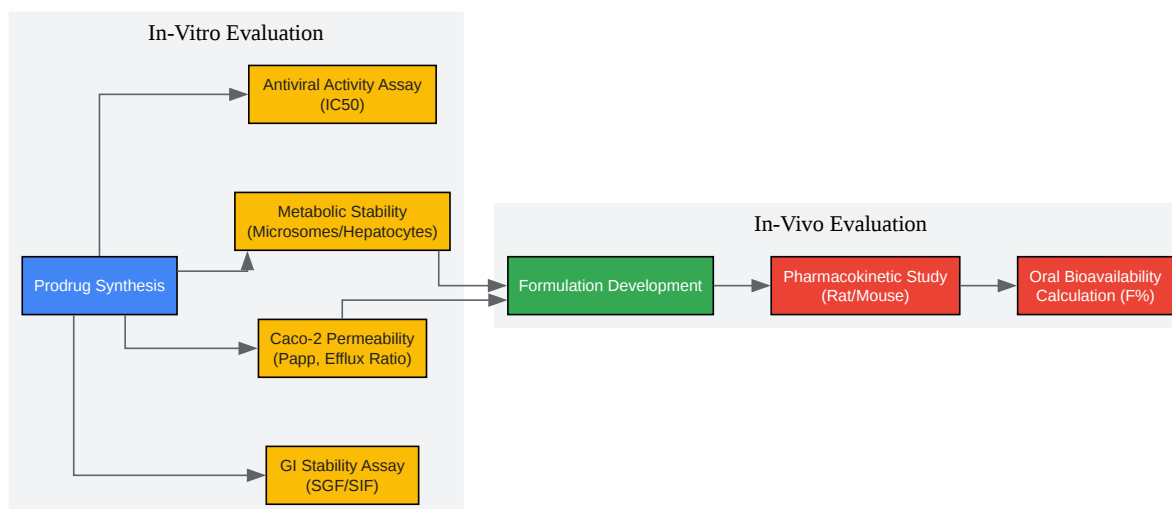 In-Vitro Evaluation
Antiviral Activity Assay
(IC50)
Metabolic Stability
(Microsomes/Hepatocytes)
Prodrug Synthesis
Caco-2 Permeability
(Papp, Efflux Ratio)
GI Stability Assay
(SGF/SIF)
In-Vivo Evaluation
Formulation Development
Pharmacokinetic Study
(Rat/Mouse)
Oral Bioavailability
Calculation (F%)